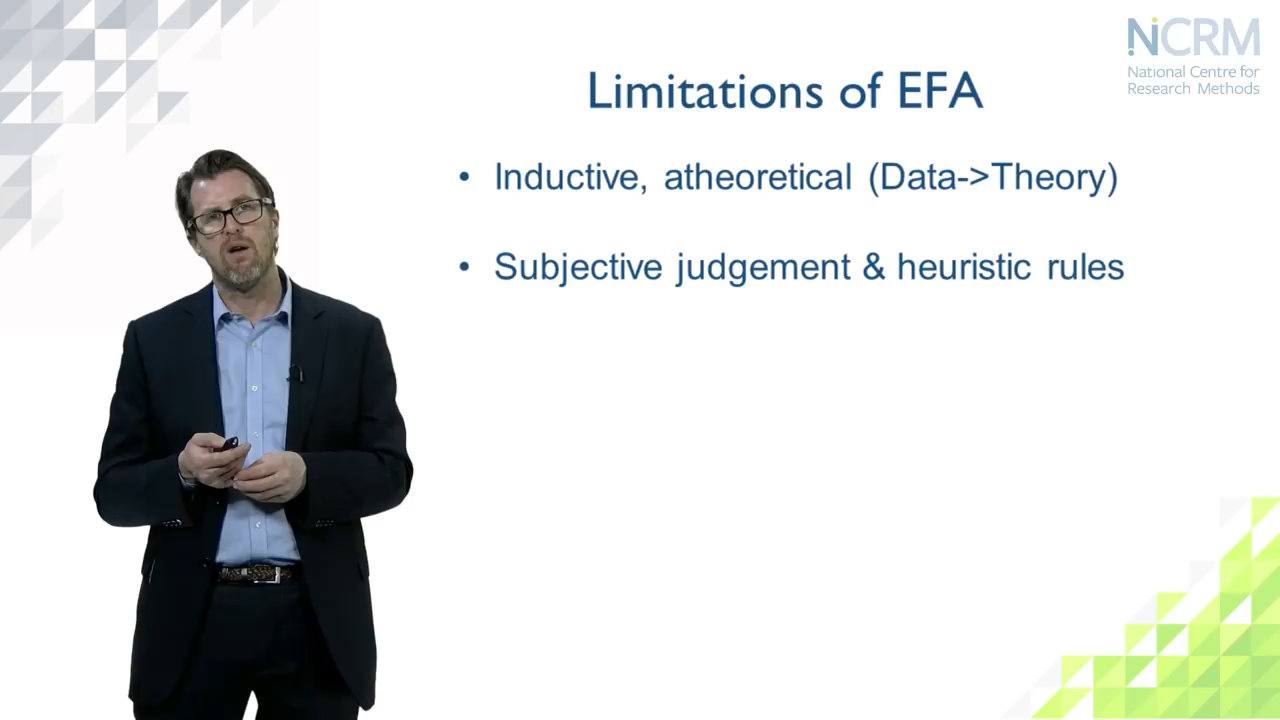 NCRM
National Centre for
Research Methods
Limitations of EFA
• Inductive, atheoretical (Data->Theory)
• Subjective judgement & heuristic rules